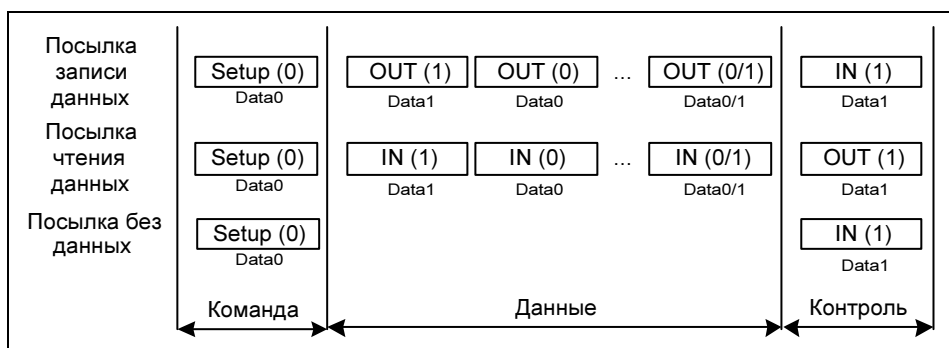 Посылка
записи
данных
Setup (0) OUT (1) OUT (0) ... OUT (0/1) IN (1)
Data0 Data1 Data0 Data0/1 Data1
Посылка
чтения
данных
Setup (0) IN (1) IN (0) ... IN (0/1) OUT (1)
Data0 Data1 Data0 Data0/1 Data1
Посылка без
данных
Setup (0) IN (1)
Data0 Data1
Команда Данные Контроль